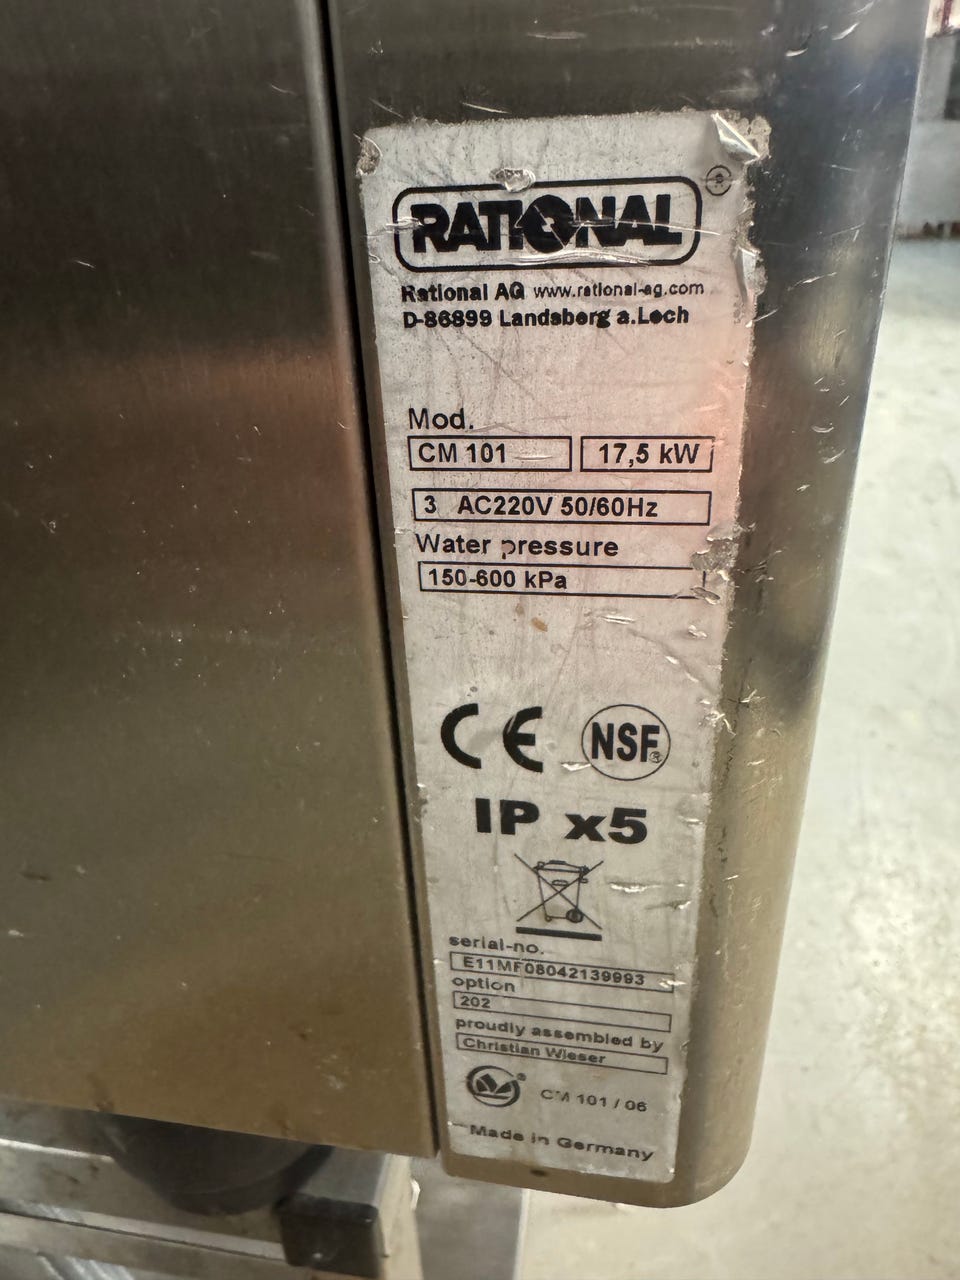 RATIONAL ®
Rational AG www.rational-ag.com
D-86899 Landsberg a.Lech
Mod.
CM 101 17,5 kW
3 AC220V 50/60Hz
Water pressure
150-600 kPa
CE NSF®
IP x5
serial-no.
E11MF08042139993
option
202
proudly assembled by
Christian Wieser
® CM 101 / 06
Made in Germany